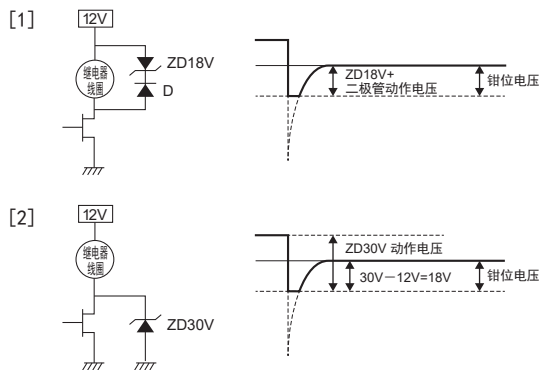 [1]
12V
继电器
线圈
ZD18V
D
ZD18V+
二极管动作电压
钳位电压
[2]
12V
继电器
线圈
ZD30V
ZD30V 动作电压
30V－12V=18V
钳位电压